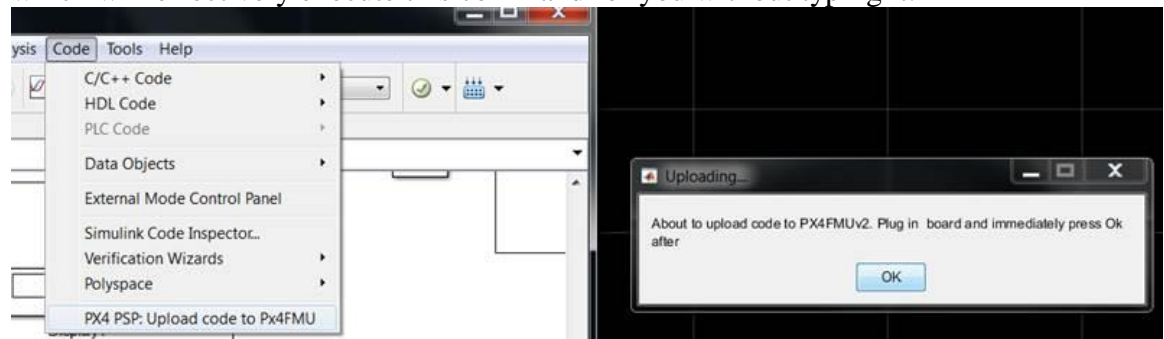 ysis Code Tools Help
C/C++ Code
HDL Code
PLC Code
Data Objects
External Mode Control Panel
Simulink Code Inspector...
Verification Wizards
Polyspace
PX4 PSP: Upload code to Px4FMU
Uploading...
About to upload code to PX4FMUv2. Plug in board and immediately press Ok
after
OK